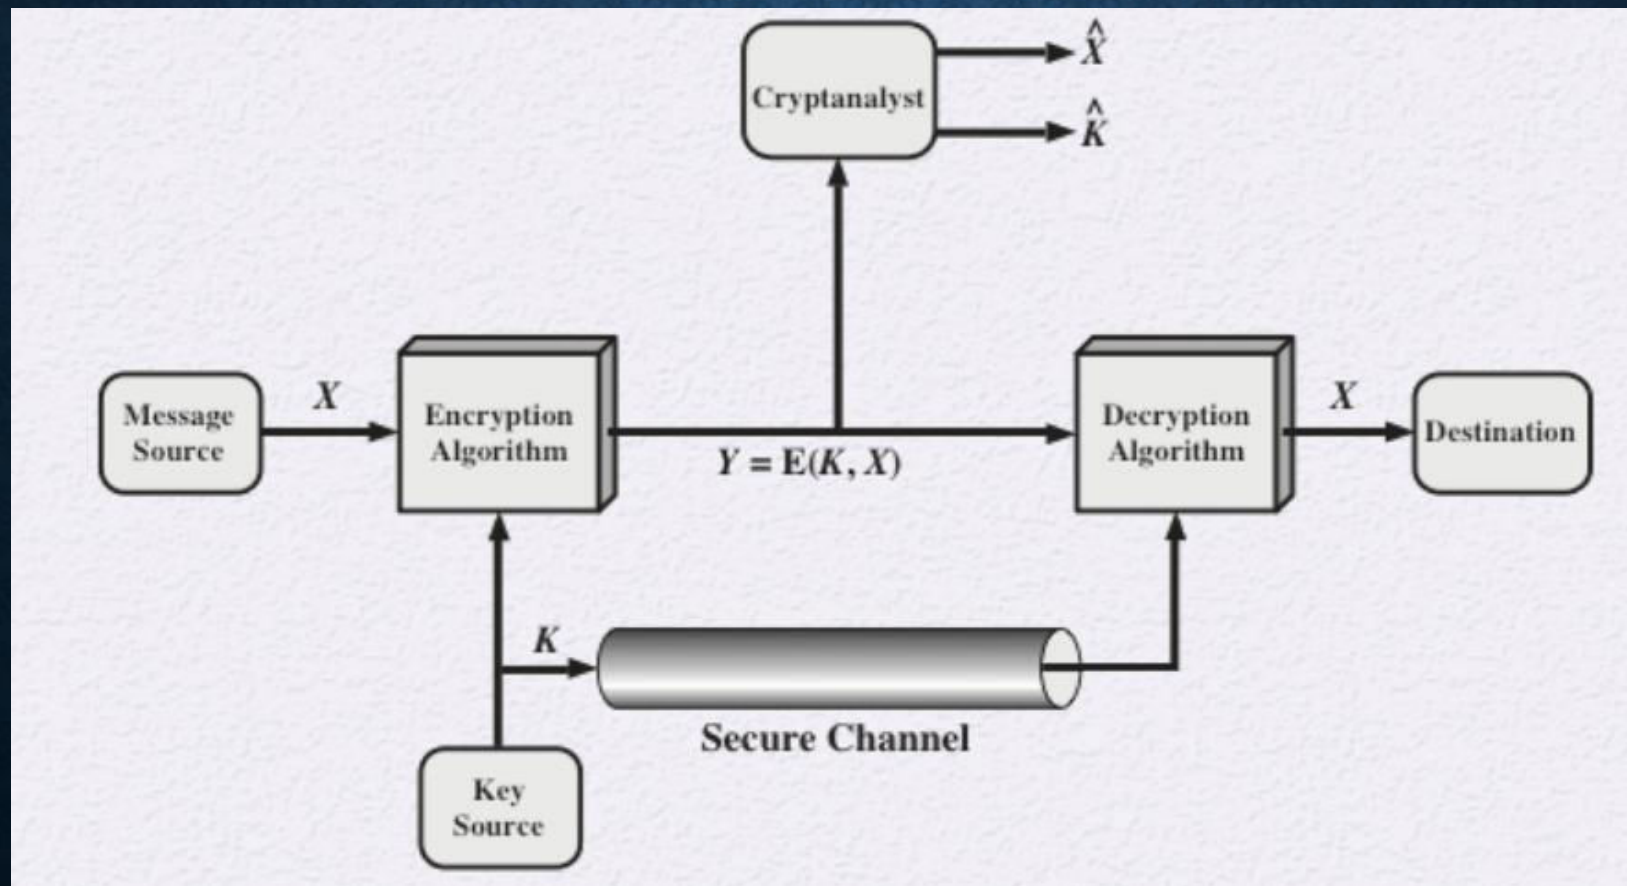 X̂
Cryptanalyst
K̂
Message
Source
X
Encryption
Algorithm
Y = E(K, X)
Decryption
Algorithm
X
Destination
K
Secure Channel
Key
Source